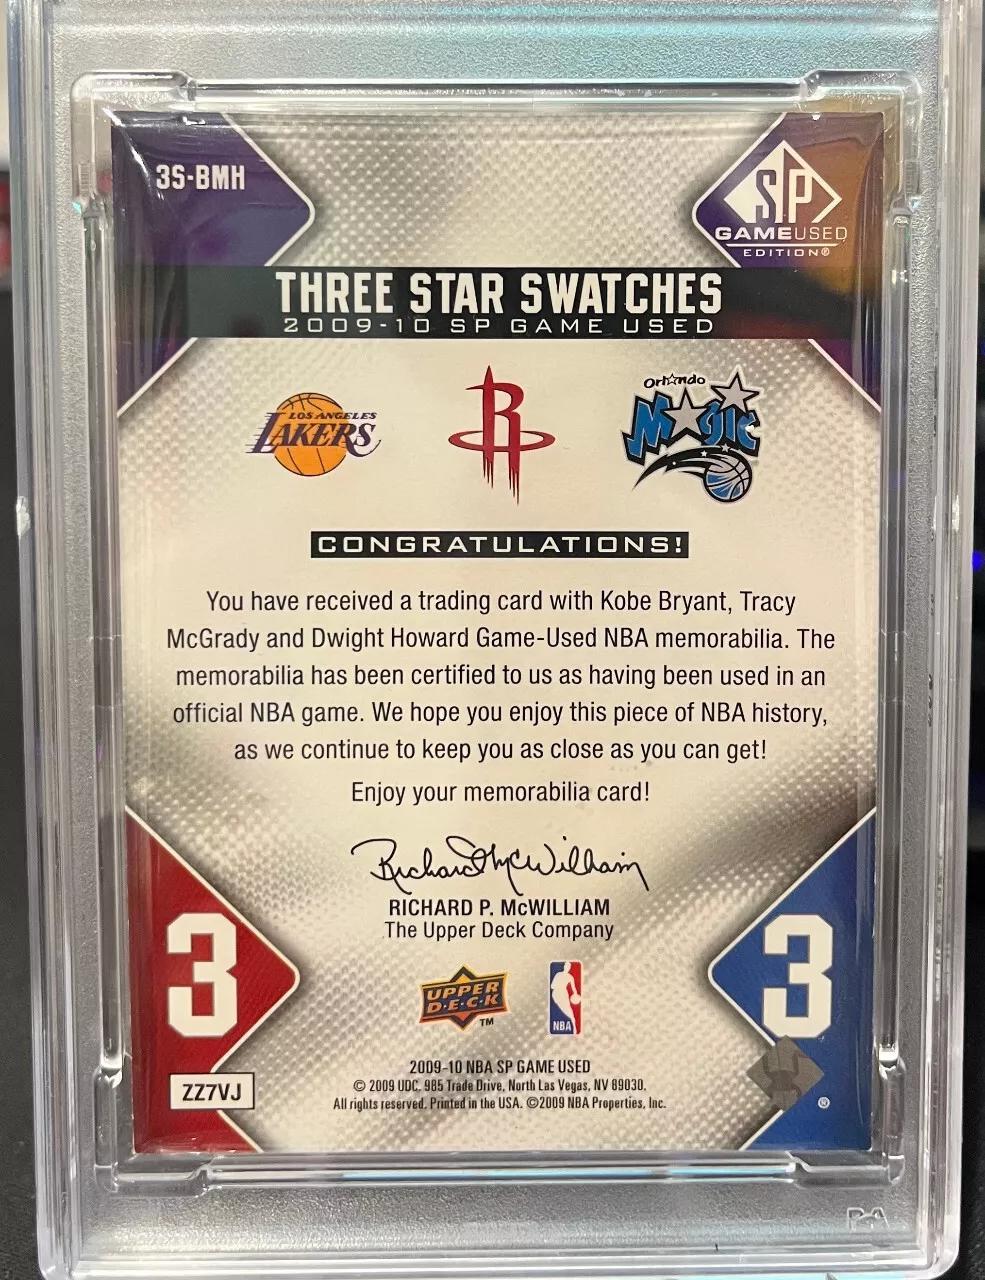 3S-BMH
SP
GAMEUSED
EDITION®
THREE STAR SWATCHES
2009-10 SP GAME USED
LOS ANGELES
LAKERS
R
Orlando
Magic
CONGRATULATIONS!
You have received a trading card with Kobe Bryant, Tracy
McGrady and Dwight Howard Game-Used NBA memorabilia. The
memorabilia has been certified to us as having been used in an
official NBA game. We hope you enjoy this piece of NBA history,
as we continue to keep you as close as you can get!
Enjoy your memorabilia card!
Richard McWilliam
RICHARD P. McWILLIAM
The Upper Deck Company
3
3
UPPER
D·E·C·K
TM
NBA
2009-10 NBA SP GAME USED
© 2009 UDC. 985 Trade Drive, North Las Vegas, NV 89030.
All rights reserved. Printed in the USA. ©2009 NBA Properties, Inc.
ZZ7VJ
®